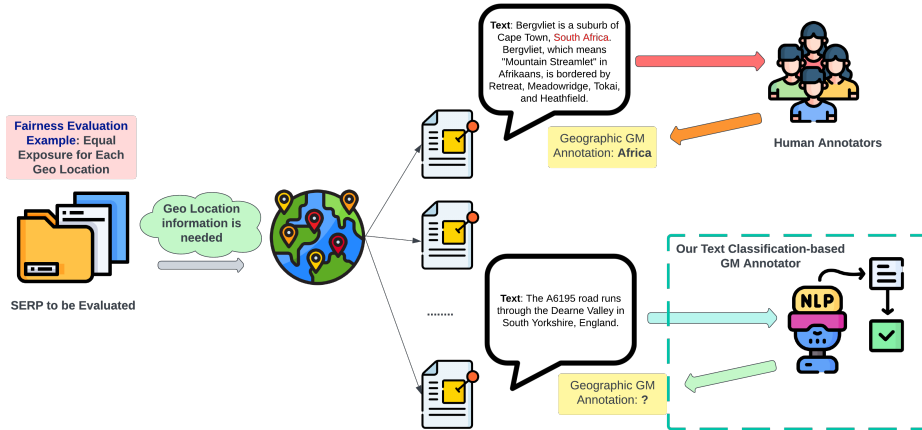 Fairness Evaluation
Example: Equal
Exposure for Each
Geo Location
SERP to be Evaluated
Geo Location
information is
needed
Text: Bergvliet is a suburb of
Cape Town, South Africa.
Bergvliet, which means
"Mountain Streamlet" in
Afrikaans, is bordered by
Retreat, Meadowridge, Tokai,
and Heathfield.
Geographic GM
Annotation: Africa
Human Annotators
........
Text: The A6195 road runs
through the Dearne Valley in
South Yorkshire, England.
Geographic GM
Annotation: ?
Our Text Classification-based
GM Annotator
NLP